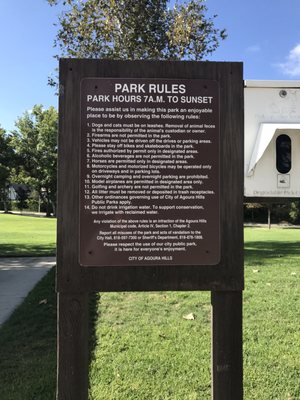 PARK RULES
PARK HOURS 7A.M. TO SUNSET
Please assist us in making this park an enjoyable
place to be by observing the following rules:
1. Dogs and cats must be on leashes. Removal of animal feces
is the responsibility of the animal's custodian or owner.
2. Firearms are not permitted in the park.
3. Vehicles may not be driven off the drives or parking areas.
4. Please stay off bikes and skateboards in the park.
5. Fires authorized by permit only in designated areas.
6. Alcoholic beverages are not permitted in the park.
7. Horses are permitted only in designated areas.
8. Motorcycles and motorized bicycles may be operated only
on driveways and in parking lots.
9. Overnight camping and overnight parking are prohibited.
10. Model airplanes are permitted in designated area only.
11. Golfing and archery are not permitted in the park.
12. All litter must be removed or deposited in trash receptacles.
13. Other ordinances governing use of City of Agoura Hills
Parks apply.
14. Do not drink irrigation water. To support conservation,
we irrigate with reclaimed water.
Any violation of the above rules is an infraction of the Agoura Hills
Municipal code, Article IV, Section 1, Chapter 2.
Report all misuses of the park and acts of vandalism to the
City Hall, 818-597-7300 or Sheriff's Department, 818-878-1808.
Please respect the use of our city public park,
it is here for everyone's enjoyment.
CITY OF AGOURA HILLS